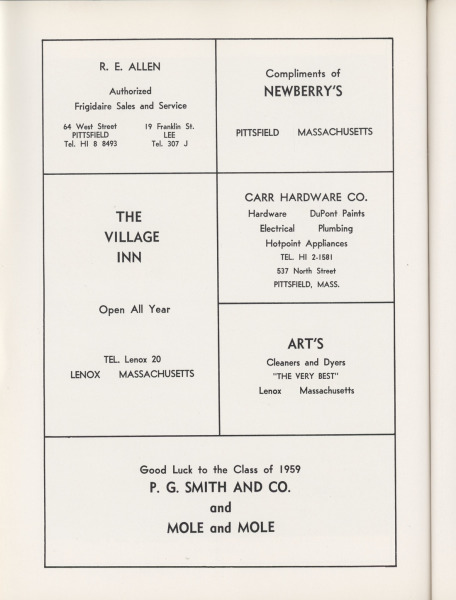 R. E. ALLEN
Authorized
Frigidaire Sales and Service
64 West Street
PITTSFIELD
Tel. HI 8 8493
19 Franklin St.
LEE
Tel. 307 J
Compliments of
NEWBERRY'S
PITTSFIELD MASSACHUSETTS
THE
VILLAGE
INN
Open All Year
TEL. Lenox 20
LENOX MASSACHUSETTS
CARR HARDWARE CO.
Hardware DuPont Paints
Electrical Plumbing
Hotpoint Appliances
TEL. HI 2-1581
537 North Street
PITTSFIELD, MASS.
ART'S
Cleaners and Dyers
"THE VERY BEST"
Lenox Massachusetts
Good Luck to the Class of 1959
P. G. SMITH AND CO.
and
MOLE and MOLE